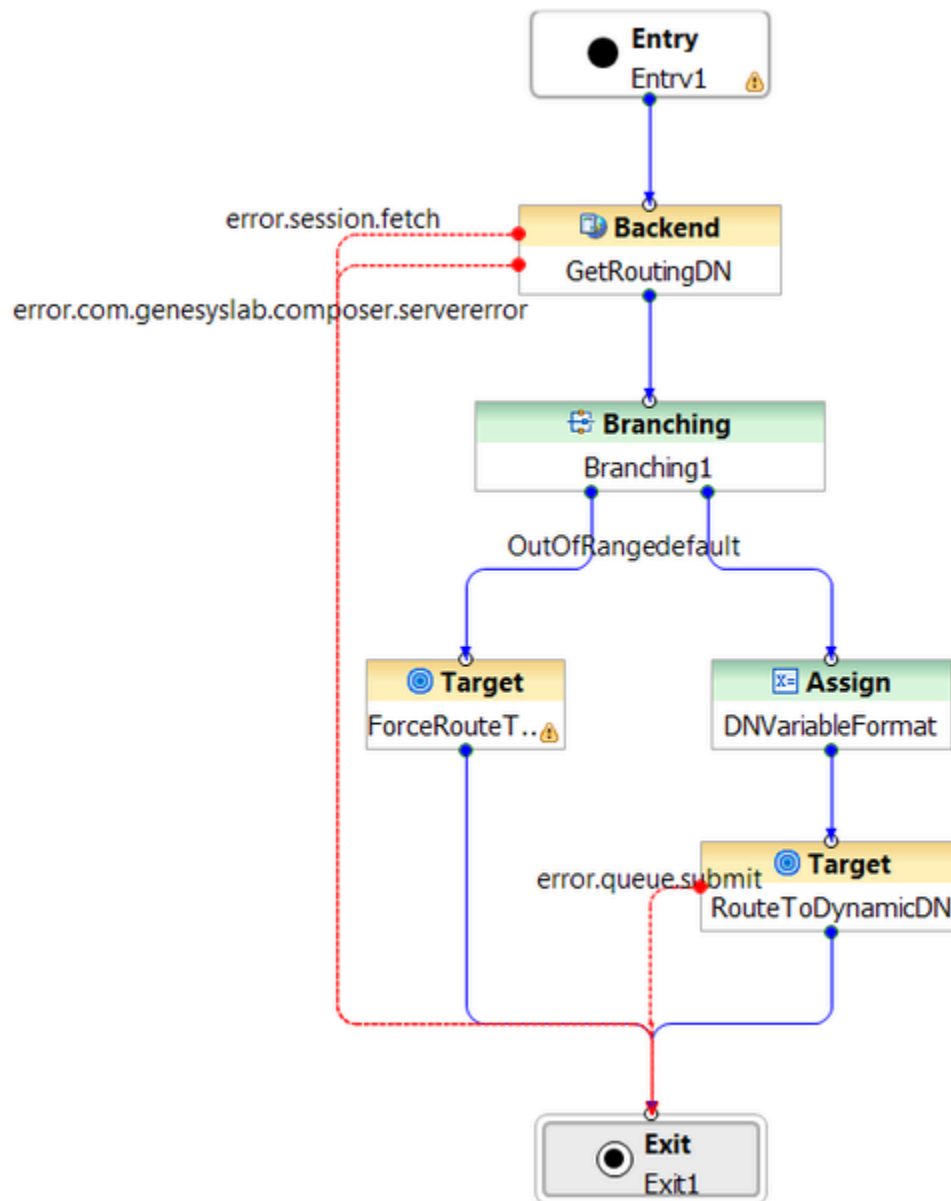 Entry
Entry1
error.session.fetch
Backend
GetRoutingDN
error.com.genesyslab.composer.servererror
Branching
Branching1
OutOfRangedefault
Target
ForceRouteT..
Assign
DNVariableFormat
Target
error.queue.submit
RouteToDynamicDN
Exit
Exit1